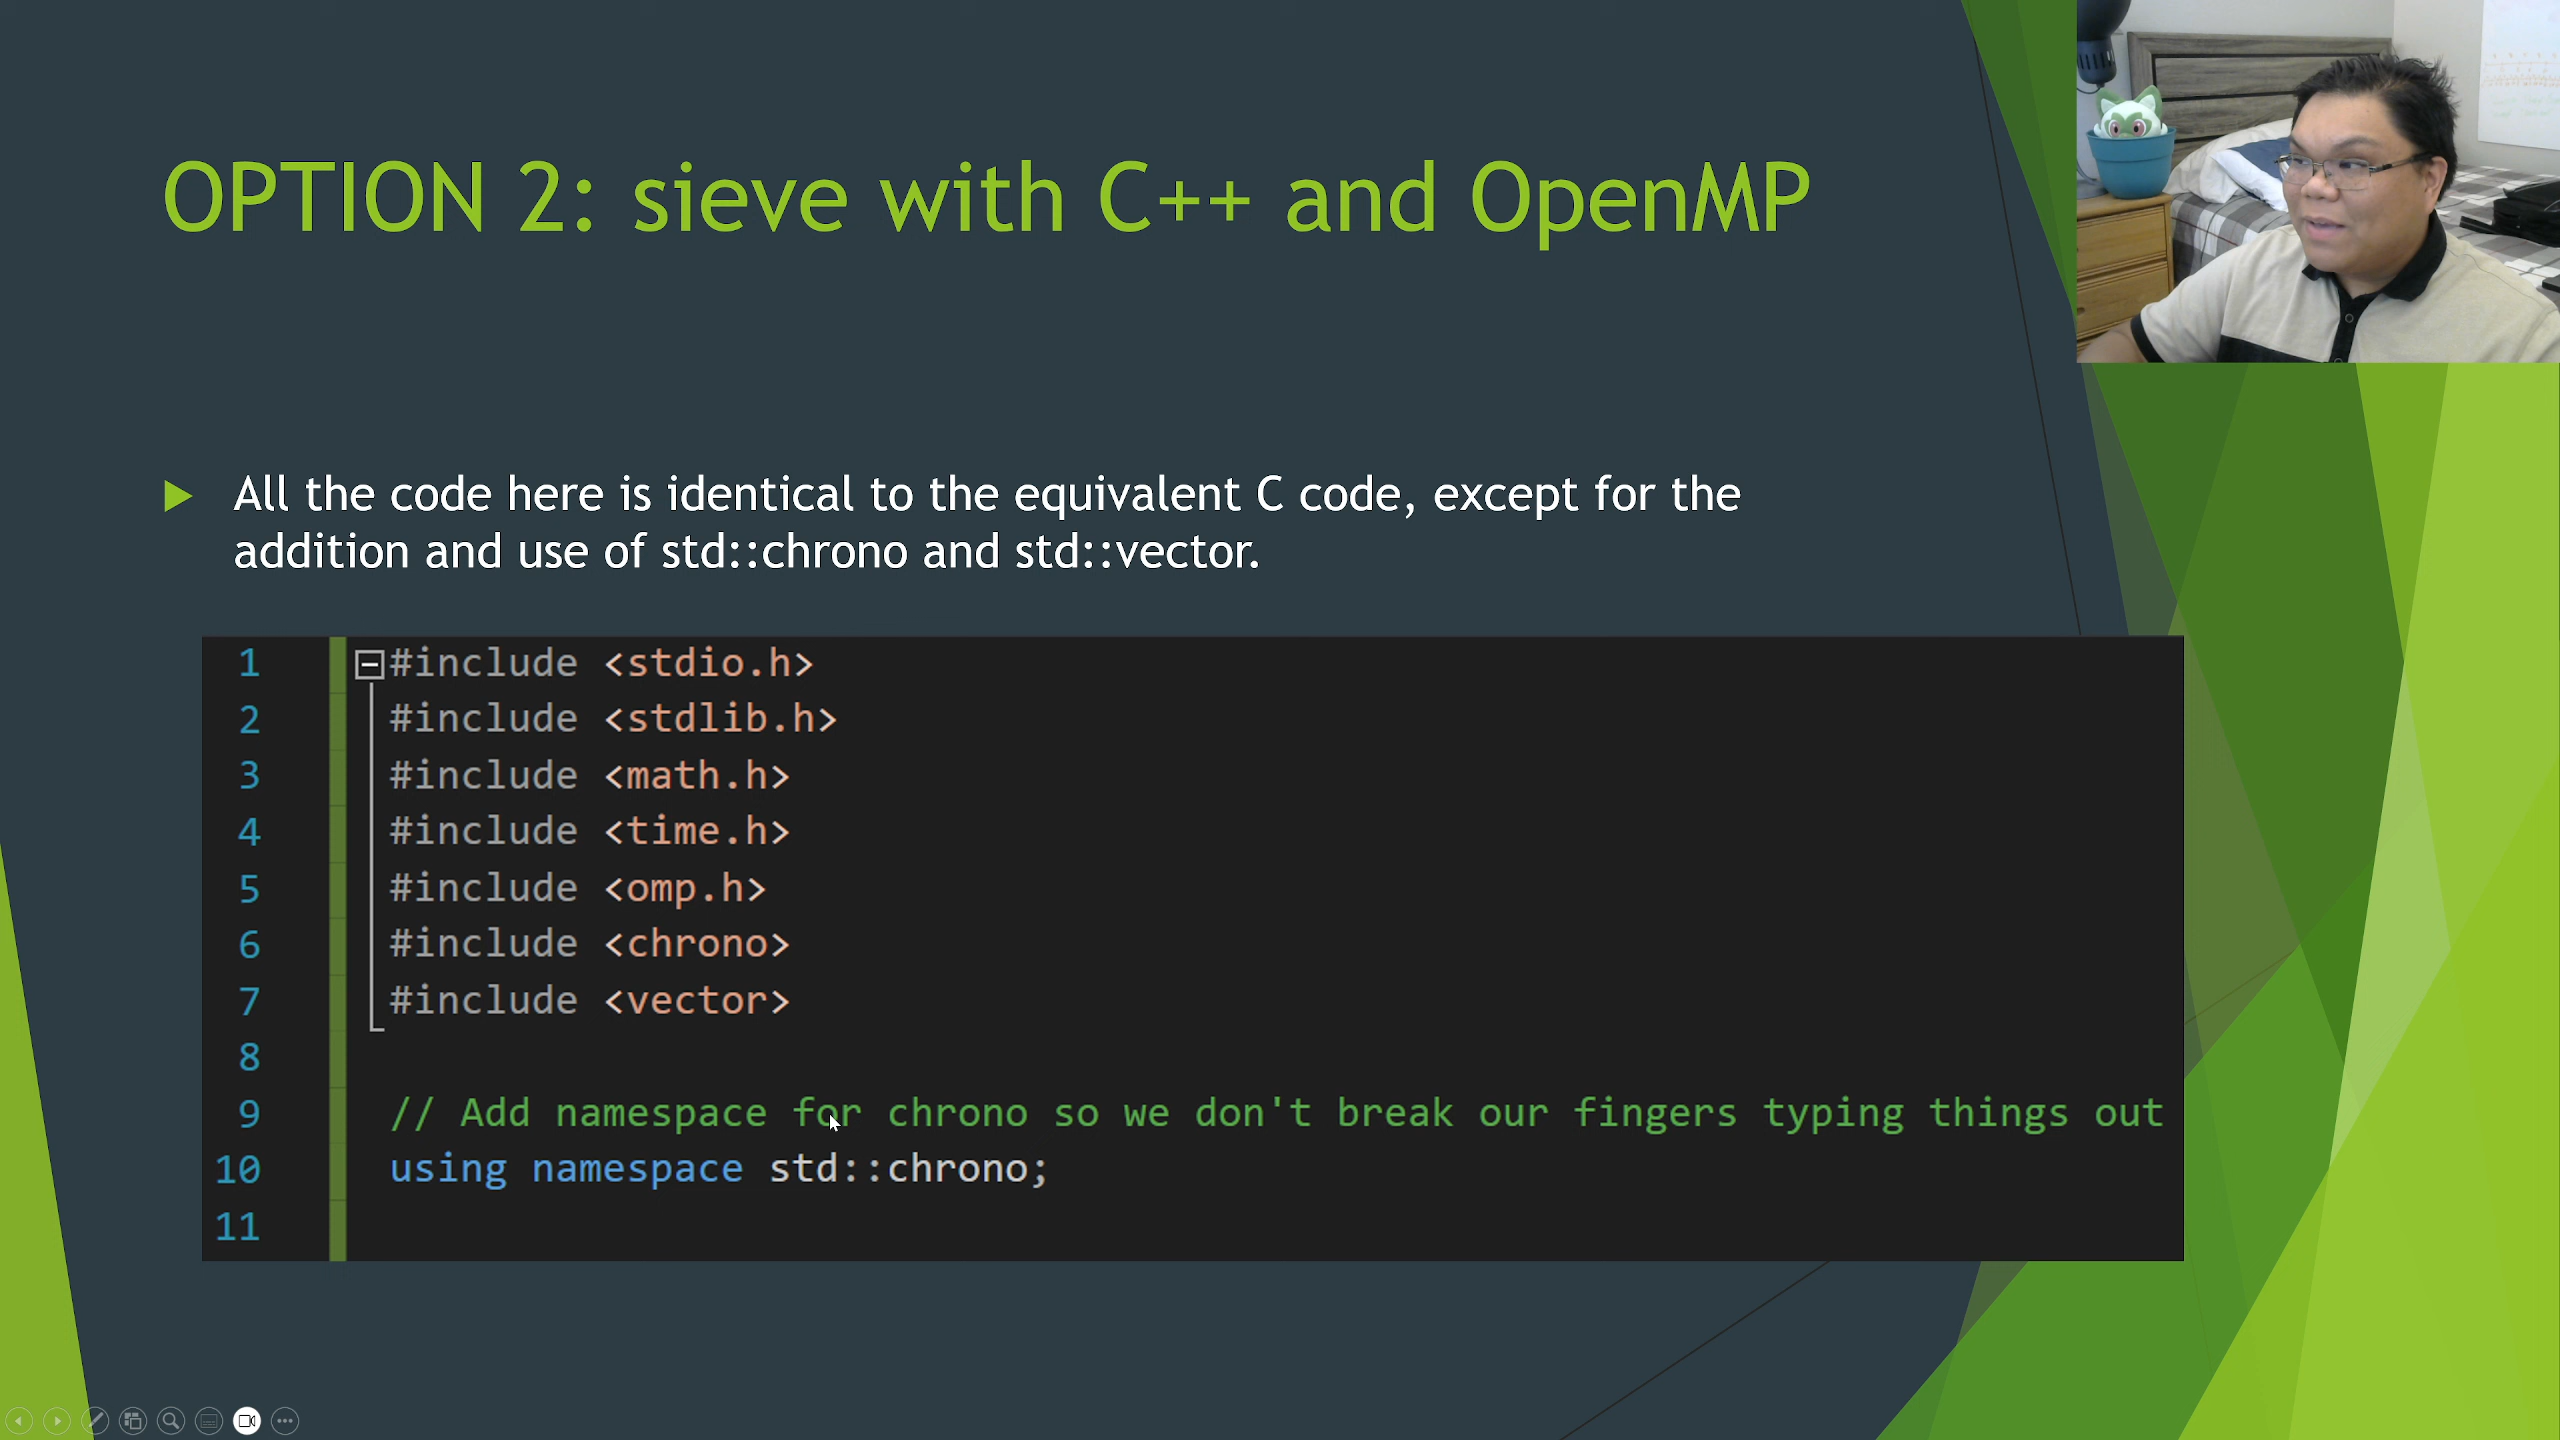 OPTION 2: sieve with C++ and OpenMP
All the code here is identical to the equivalent C code, except for the
addition and use of std::chrono and std::vector.
1 #include <stdio.h>
2 #include <stdlib.h>
3 #include <math.h>
4 #include <time.h>
5 #include <omp.h>
6 #include <chrono>
7 #include <vector>
8
9 // Add namespace for chrono so we don't break our fingers typing things out
10 using namespace std::chrono;
11